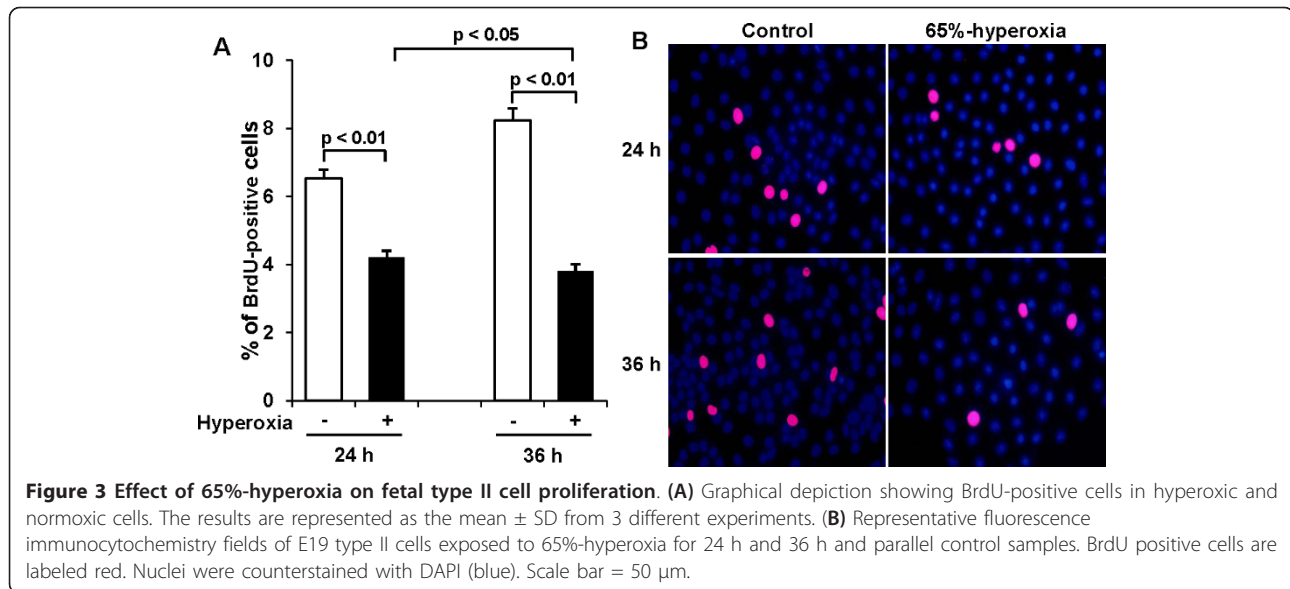 A
p < 0.05
p < 0.01
p < 0.01
% of BrdU-positive cells
10
8
6
4
2
0
Hyperoxia - + - +
24 h 36 h
B
Control 65%-hyperoxia
24 h
36 h
Figure 3 Effect of 65%-hyperoxia on fetal type II cell proliferation. (A) Graphical depiction showing BrdU-positive cells in hyperoxic and
normoxic cells. The results are represented as the mean ± SD from 3 different experiments. (B) Representative fluorescence
immunocytochemistry fields of E19 type II cells exposed to 65%-hyperoxia for 24 h and 36 h and parallel control samples. BrdU positive cells are
labeled red. Nuclei were counterstained with DAPI (blue). Scale bar = 50 μm.